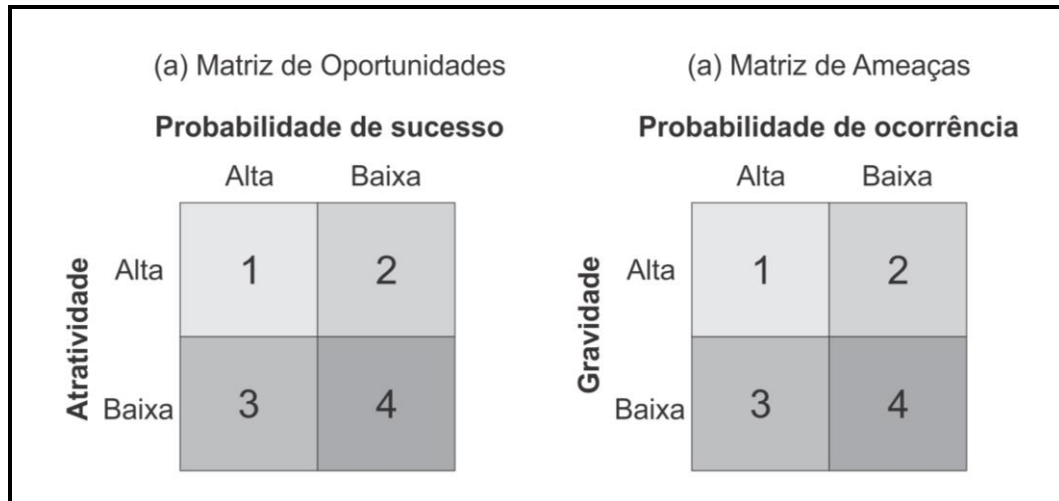 (a) Matriz de Oportunidades
Probabilidade de sucesso
Alta Baixa
Atratividade
Alta 1 2
Baixa 3 4
(a) Matriz de Ameaças
Probabilidade de ocorrência
Alta Baixa
Gravidade
Alta 1 2
Baixa 3 4